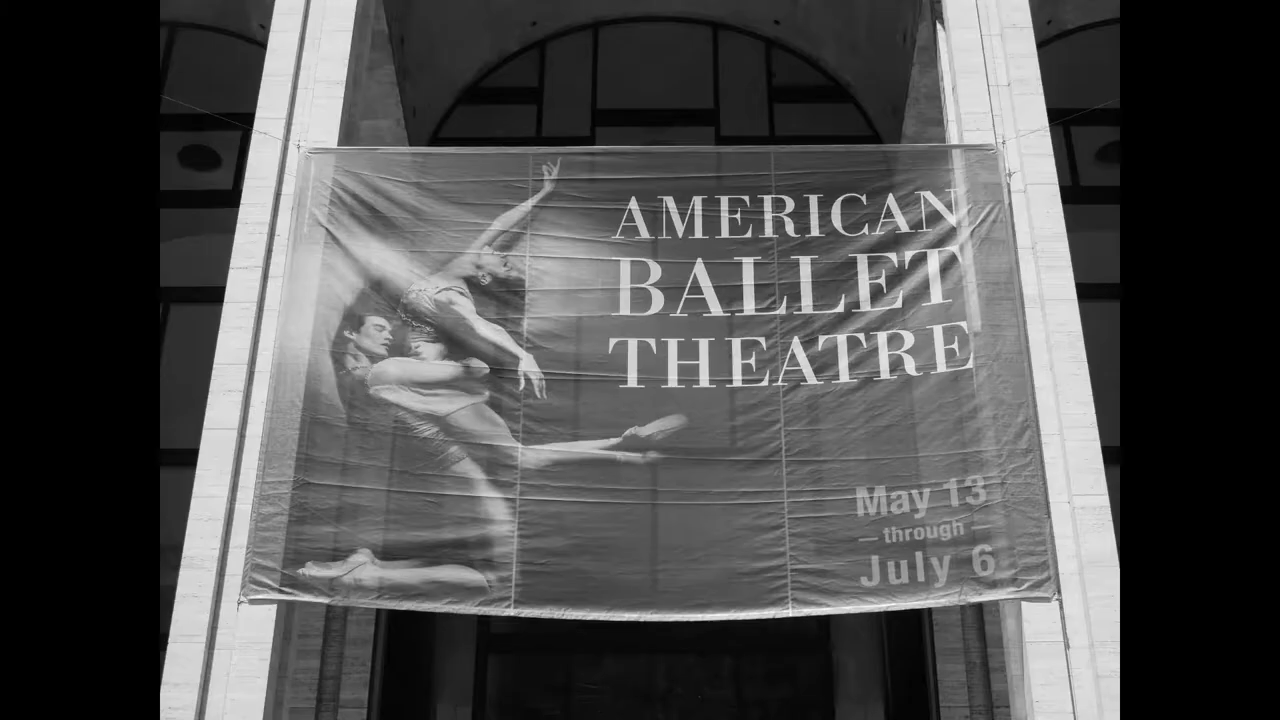 AMERICAN
BALLET
THEATRE
May 13
— through —
July 6